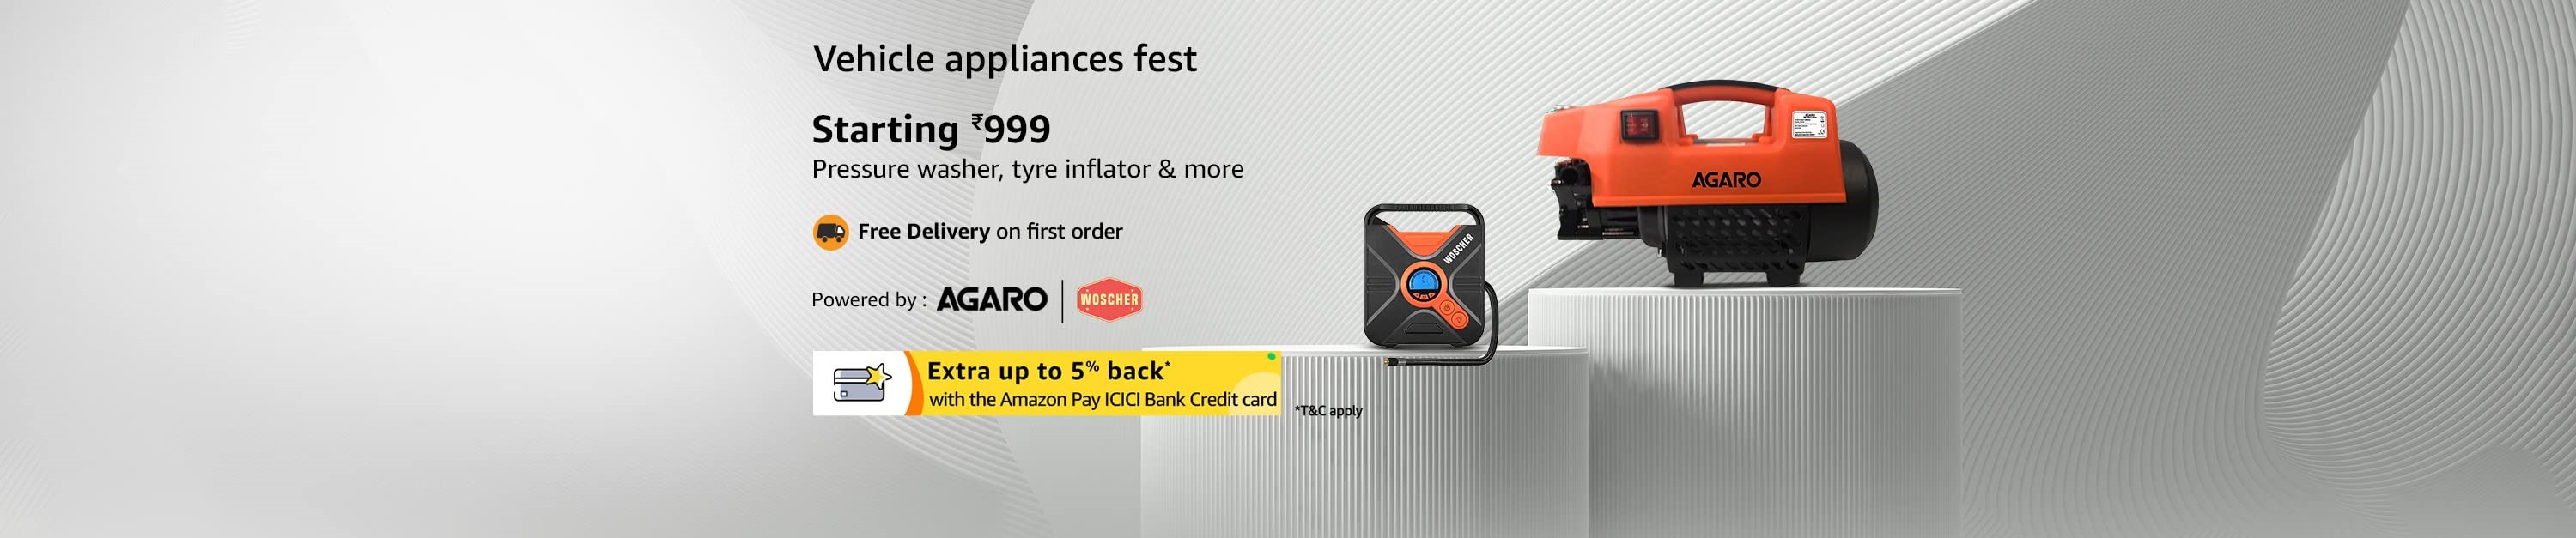 Vehicle appliances fest
Starting ₹999
Pressure washer, tyre inflator & more
Free Delivery on first order
Powered by : AGARO
WOSCHER
Extra up to 5% back*
with the Amazon Pay ICICI Bank Credit card
*T&C apply
WOSCHER
AGARO